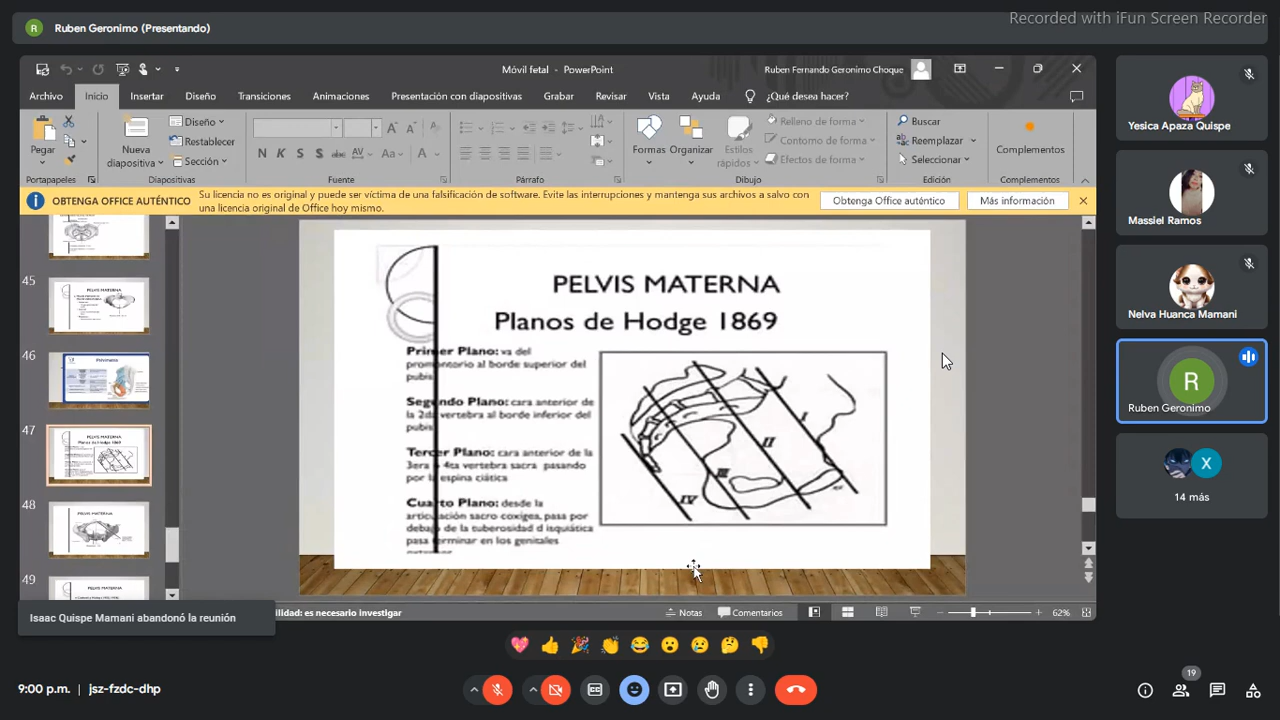 Recorded with iFun Screen Recorder
R Ruben Geronimo (Presentando)
Móvil fetal - PowerPoint
Ruben Fernando Geronimo Choque
Archivo Inicio Insertar Diseño Transiciones Animaciones Presentación con diapositivas Grabar Revisar Vista Ayuda ¿Qué desea hacer?
Pegar
Nueva diapositiva
Diseño
Restablecer
Sección
N K S S abc AV Aa A
Formas Organizar Estilos rápidos
Relleno de forma
Contorno de forma
Efectos de forma
Buscar
Reemplazar
Seleccionar
Complementos
Portapapeles Diapositivas Fuente Párrafo Dibujo Edición Complementos
OBTENGA OFFICE AUTÉNTICO
Su licencia no es original y puede ser víctima de una falsificación de software. Evite las interrupciones y mantenga sus archivos a salvo con
una licencia original de Office hoy mismo.
Obtenga Office auténtico
Más información
45
46
47
48
49
PELVIS MATERNA
Planos de Hodge 1869
Primer Plano: va del
promontorio al borde superior del
pubis
Segundo Plano: cara anterior de
la 2da vertebra al borde inferior del
pubis
Tercer Plano: cara anterior de la
3era o 4ta vertebra sacra pasando
por la espina ciática
Cuarto Plano: desde la
articulación sacro coxigea, pasa por
debajo de la tuberosidad d isquiática
pasa terminar en los genitales
I
II
III
IV
Isaac Quispe Mamani abandonó la reunión
ilidad: es necesario investigar
Notas
Comentarios
62%
Yesica Apaza Quispe
Massiel Ramos
Nelva Huanca Mamani
R
Ruben Geronimo
X
14 más
9:00 p.m. jsz-fzdc-dhp
19